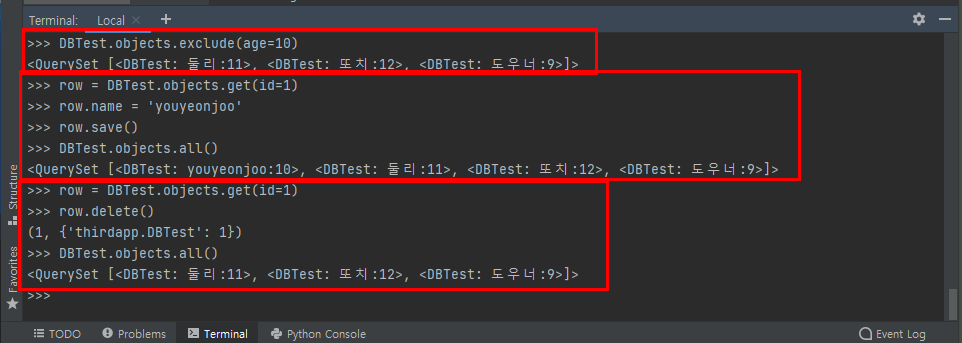 Terminal: Local × +
>>> DBTest.objects.exclude(age=10)
<QuerySet [<DBTest: 둘리:11>, <DBTest: 또치:12>, <DBTest: 도우너:9>]>
>>> row = DBTest.objects.get(id=1)
>>> row.name = 'youyeonjoo'
>>> row.save()
>>> DBTest.objects.all()
<QuerySet [<DBTest: youyeonjoo:10>, <DBTest: 둘리:11>, <DBTest: 또치:12>, <DBTest: 도우너:9>]>
>>> row = DBTest.objects.get(id=1)
>>> row.delete()
(1, {'thirdapp.DBTest': 1})
>>> DBTest.objects.all()
<QuerySet [<DBTest: 둘리:11>, <DBTest: 또치:12>, <DBTest: 도우너:9>]>
>>>
Structure
Favorites
TODO Problems Terminal Python Console Event Log